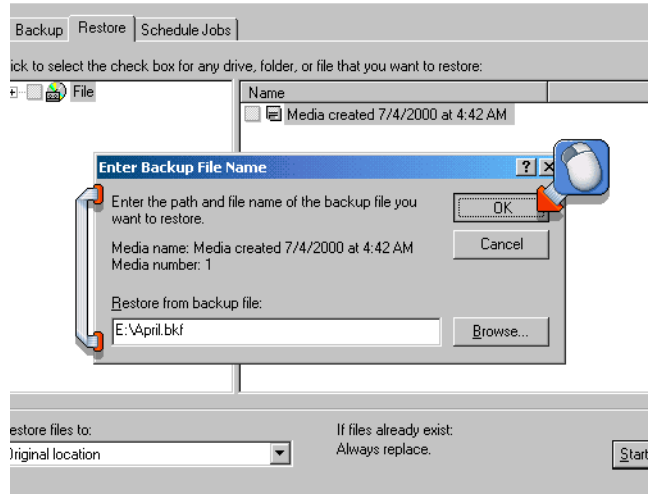 Backup Restore Schedule Jobs
ick to select the check box for any drive, folder, or file that you want to restore:
File
Name
Media created 7/4/2000 at 4:42 AM
Enter Backup File Name
Enter the path and file name of the backup file you
want to restore.
OK
Media name: Media created 7/4/2000 at 4:42 AM
Media number: 1
Cancel
Restore from backup file:
E:\April.bkf
Browse...
estore files to:
Original location
If files already exist:
Always replace.
Start